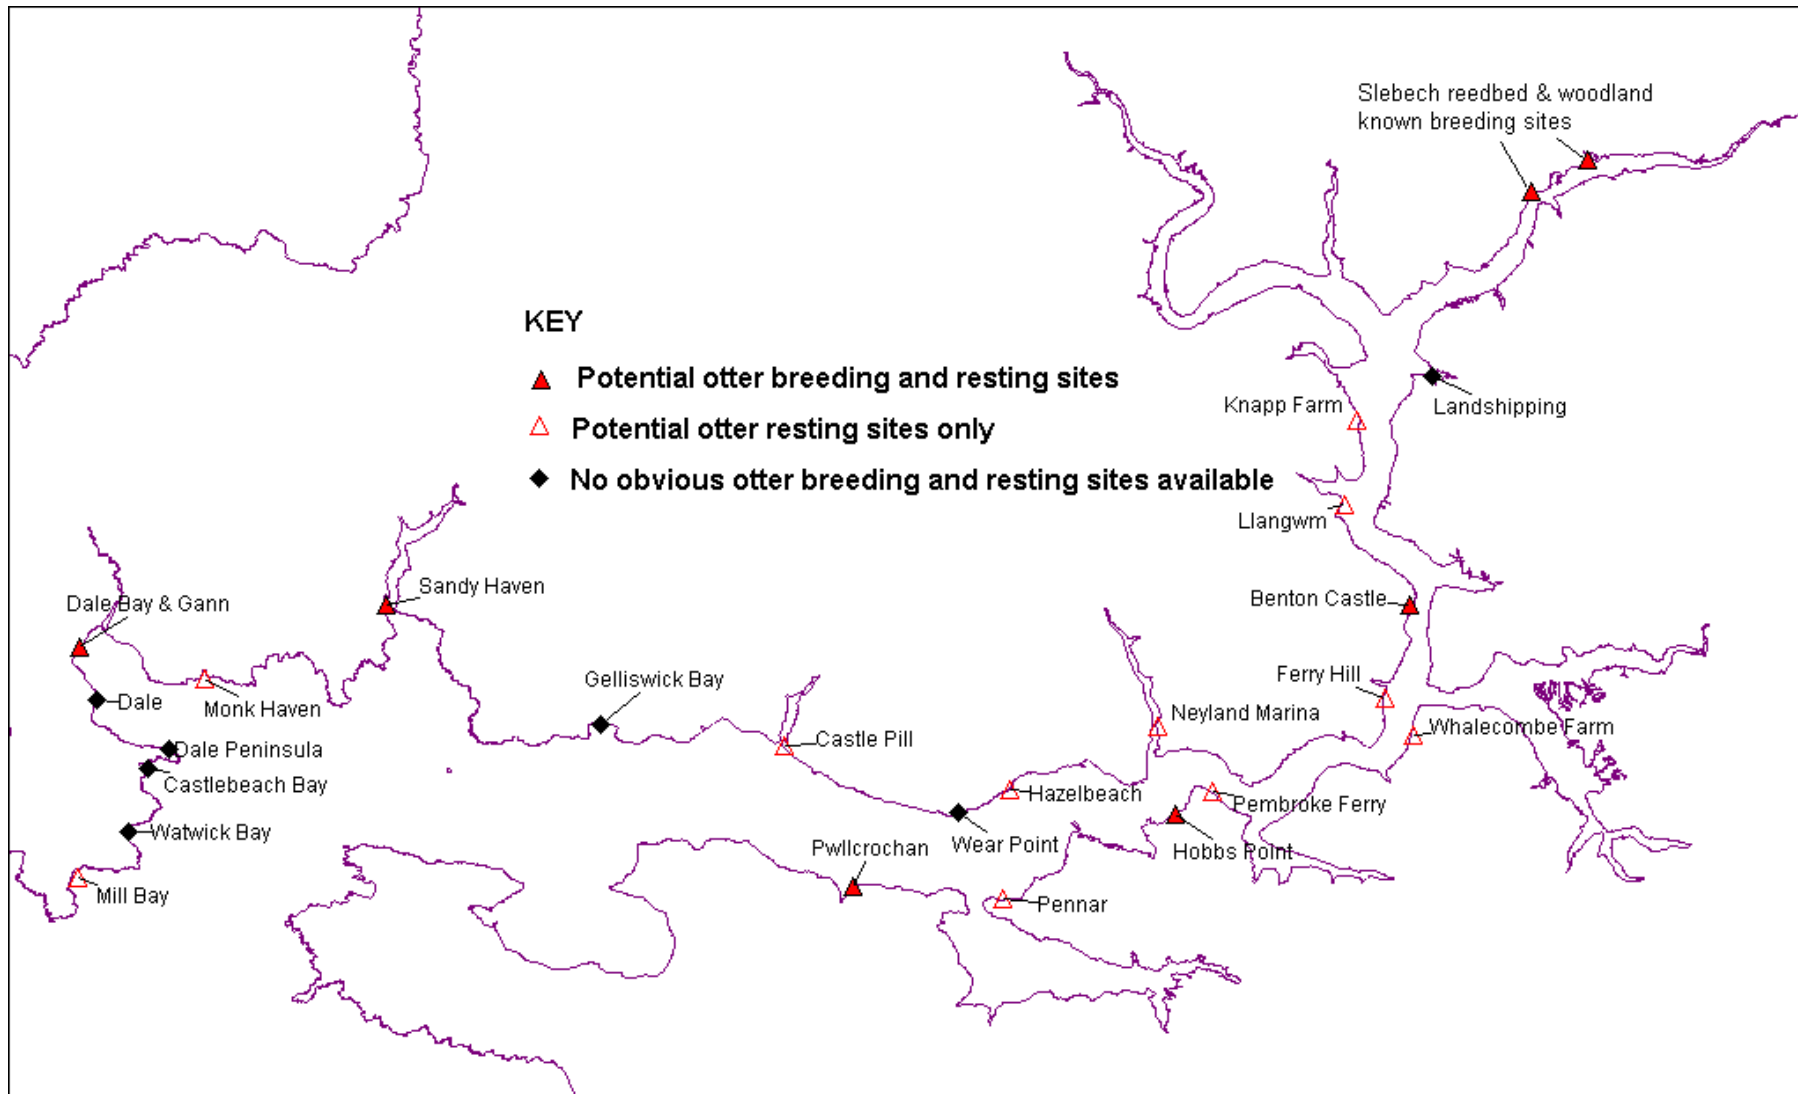 Slebech reedbed & woodland
known breeding sites
KEY
Potential otter breeding and resting sites
Potential otter resting sites only
No obvious otter breeding and resting sites available
Knapp Farm
Landshipping
Llangwm
Sandy Haven
Dale Bay & Gann
Benton Castle
Gelliswick Bay
Ferry Hill
Dale
Monk Haven
Neyland Marina
Whalecombe Farm
Castle Pill
Dale Peninsula
Castlebeach Bay
Hazelbeach
Pembroke Ferry
Watwick Bay
Wear Point
Pwllcrochan
Hobbs Point
Mill Bay
Pennar